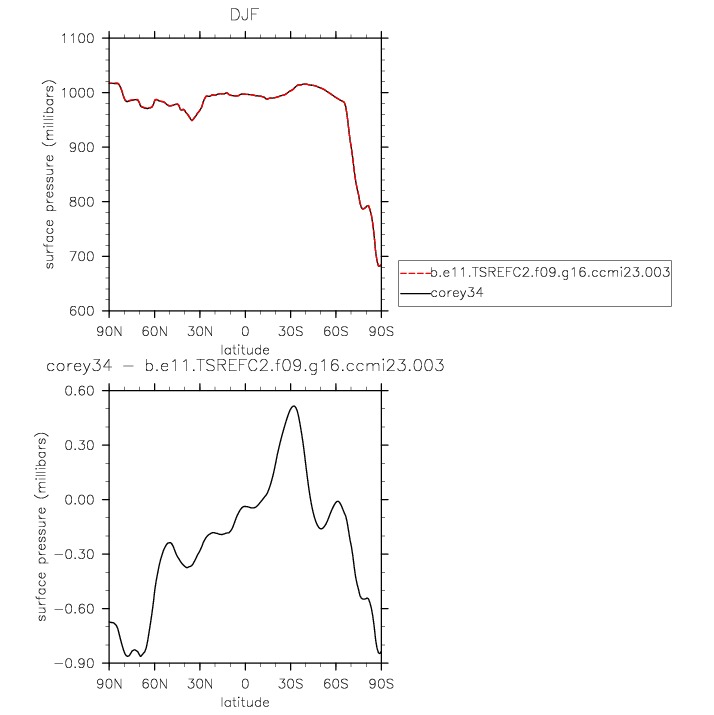 DJF
1100
1000
900
800
700
600
surface pressure (millibars)
90N 60N 30N 0 30S 60S 90S
latitude
b.e11.TSREFC2.f09.g16.ccmi23.003
corey34
corey34 − b.e11.TSREFC2.f09.g16.ccmi23.003
0.60
0.30
0.00
−0.30
−0.60
−0.90
surface pressure (millibars)
90N 60N 30N 0 30S 60S 90S
latitude